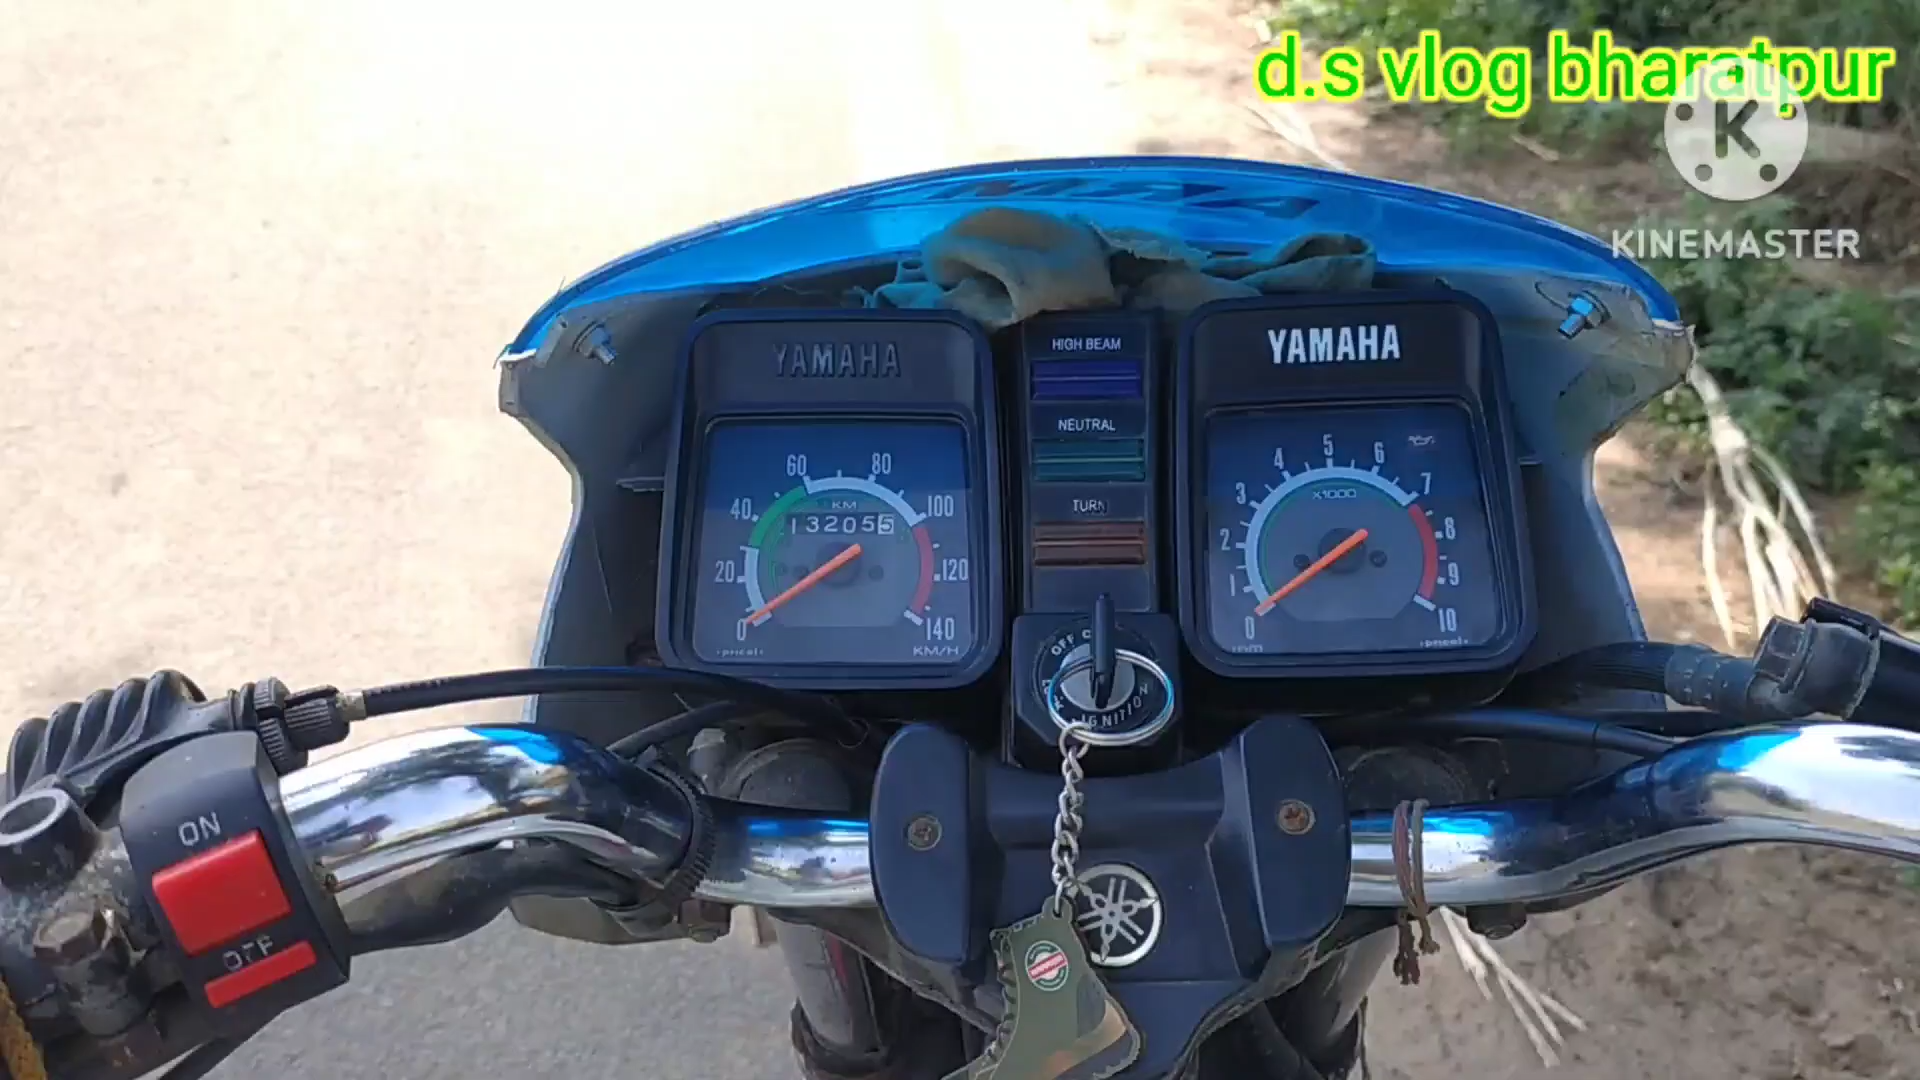 d.s vlog bharatpur
KINEMASTER
YAMAHA
60 80
40 100
KM
132055
20 120
0 140
KM/H
HIGH BEAM
NEUTRAL
TURN
YAMAHA
5
4 6
3 7
X1000
2 8
1 9
0 10
OFF
IGNITION
ON
OFF